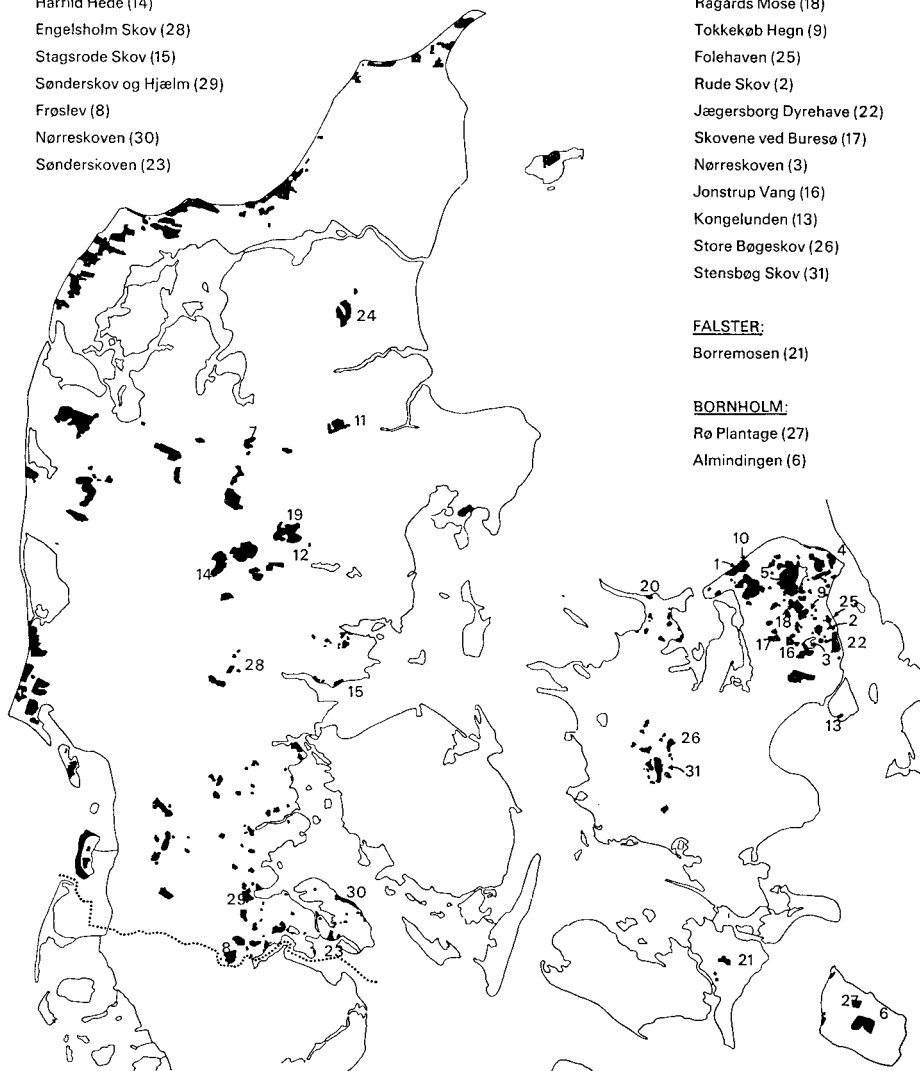 Harrild Hede (14)
Engelsholm Skov (28)
Stagsrode Skov (15)
Sønderskov og Hjælm (29)
Frøslev (8)
Nørreskoven (30)
Sønderskoven (23)
Ragårds Mose (18)
Tokkekøb Hegn (9)
Folehaven (25)
Rude Skov (2)
Jægersborg Dyrehave (22)
Skovene ved Buresø (17)
Nørreskoven (3)
Jonstrup Vang (16)
Kongelunden (13)
Store Bøgeskov (26)
Stensbøg Skov (31)
FALSTER:
Borremosen (21)
BORNHOLM:
Rø Plantage (27)
Almindingen (6)
24
11
7
19
12
14
28
15
29
30
8
23
10
1
5
4
20
9
25
18
2
17
16
3
22
13
26
31
21
27
6